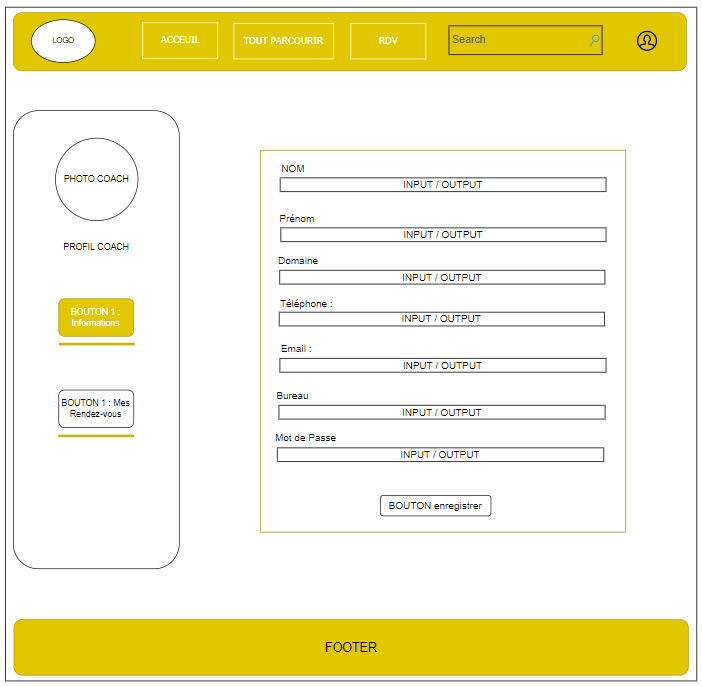 LOGO
ACCEUIL
TOUT PARCOURIR
RDV
Search
PHOTO COACH
PROFIL COACH
BOUTON 1 :
Informations
BOUTON 1 : Mes
Rendez-vous
NOM
INPUT / OUTPUT
Prénom
INPUT / OUTPUT
Domaine
INPUT / OUTPUT
Téléphone :
INPUT / OUTPUT
Email :
INPUT / OUTPUT
Bureau
INPUT / OUTPUT
Mot de Passe
INPUT / OUTPUT
BOUTON enregistrer
FOOTER